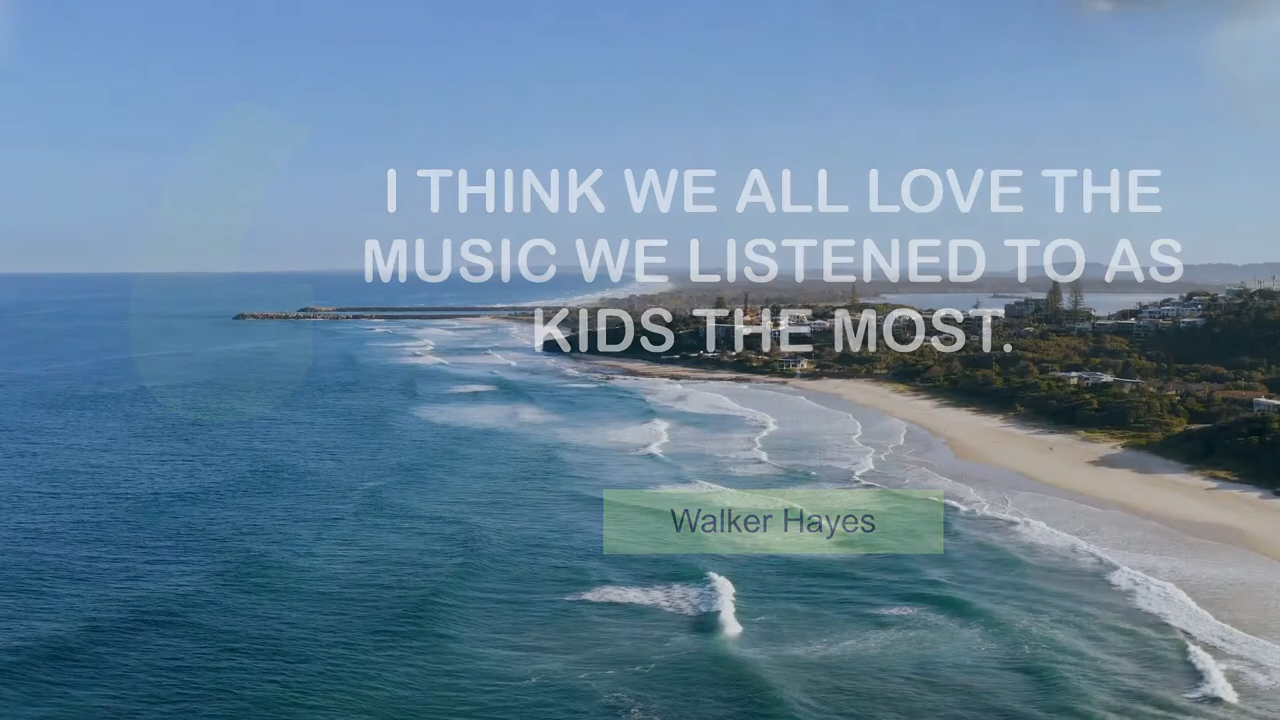 I THINK WE ALL LOVE THE
MUSIC WE LISTENED TO AS
KIDS THE MOST.
Walker Hayes